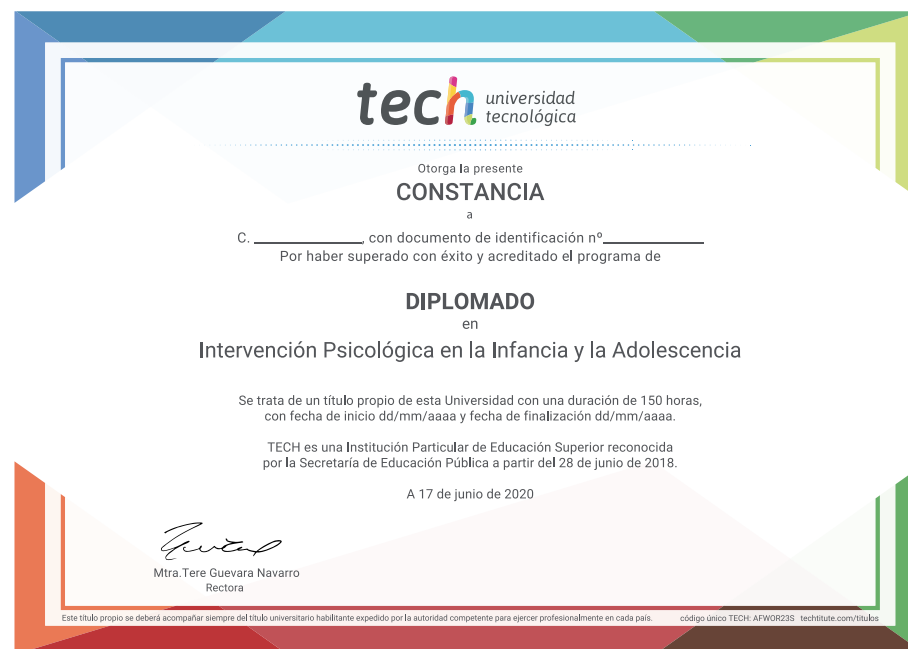 tech universidad
tecnológica
Otorga la presente
CONSTANCIA
a
C. ____________, con documento de identificación nº____________
Por haber superado con éxito y acreditado el programa de
DIPLOMADO
en
Intervención Psicológica en la Infancia y la Adolescencia
Se trata de un título propio de esta Universidad con una duración de 150 horas,
con fecha de inicio dd/mm/aaaa y fecha de finalización dd/mm/aaaa.
TECH es una Institución Particular de Educación Superior reconocida
por la Secretaría de Educación Pública a partir del 28 de junio de 2018.
A 17 de junio de 2020
Mtra.Tere Guevara Navarro
Rectora
Este título propio se deberá acompañar siempre del título universitario habilitante expedido por la autoridad competente para ejercer profesionalmente en cada país. código único TECH: AFWOR23S techtitute.com/titulos